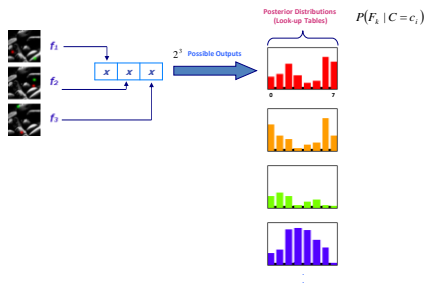 Posterior Distributions
(Look-up Tables)
P(F_k | C = c_i)
f₁
2³ Possible Outputs
x x x
f₂
f₃
0 7
.
.